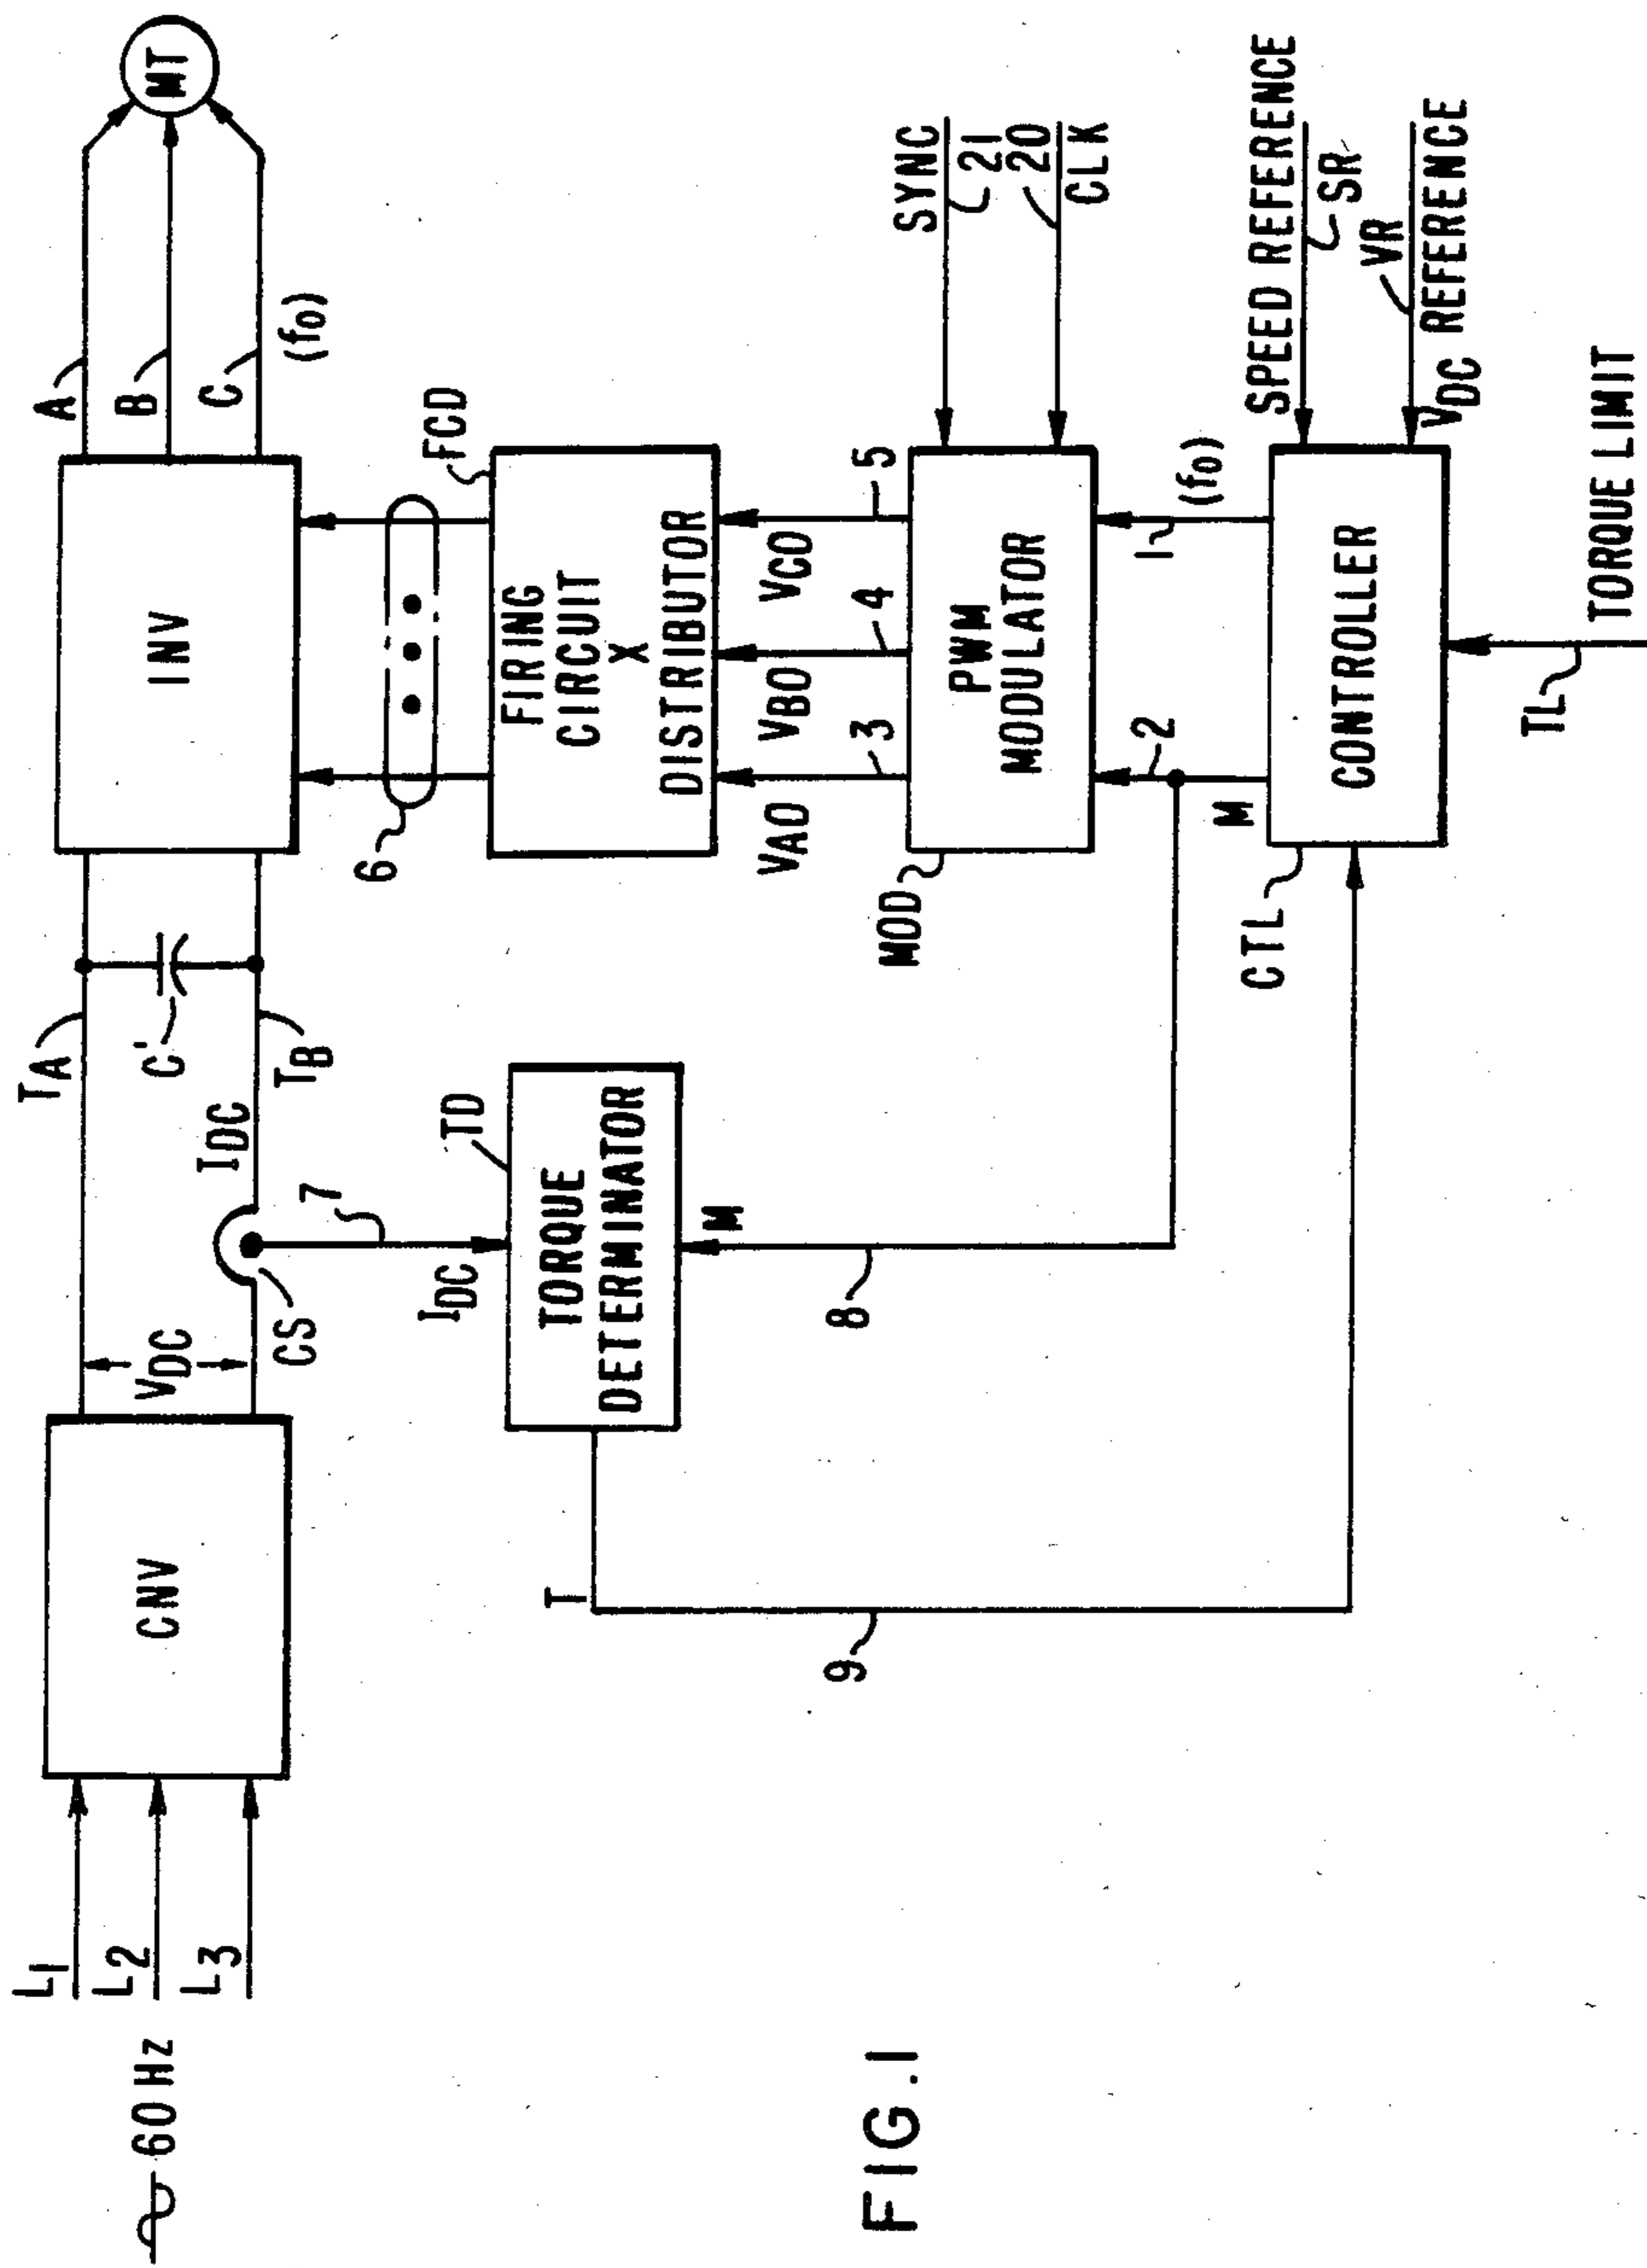 60Hz
L1
L2
L3
CNV
VDC
CS
IDC
TA
TB
C'
INV
A
B
C
(fo)
MT
7
IDC
TD
TORQUE
DETERMINATOR
M
8
T
9
6
FCD
FIRING
CIRCUIT
X
DISTRIBUTOR
VAO
3
VBO
4
VCO
5
MOD
PWM
MODULATOR
SYNC
21
20
CLK
M
2
1
(fo)
CTL
CONTROLLER
SPEED REFERENCE
SR
VR
VDC REFERENCE
TL
TORQUE LIMIT
FIG.1